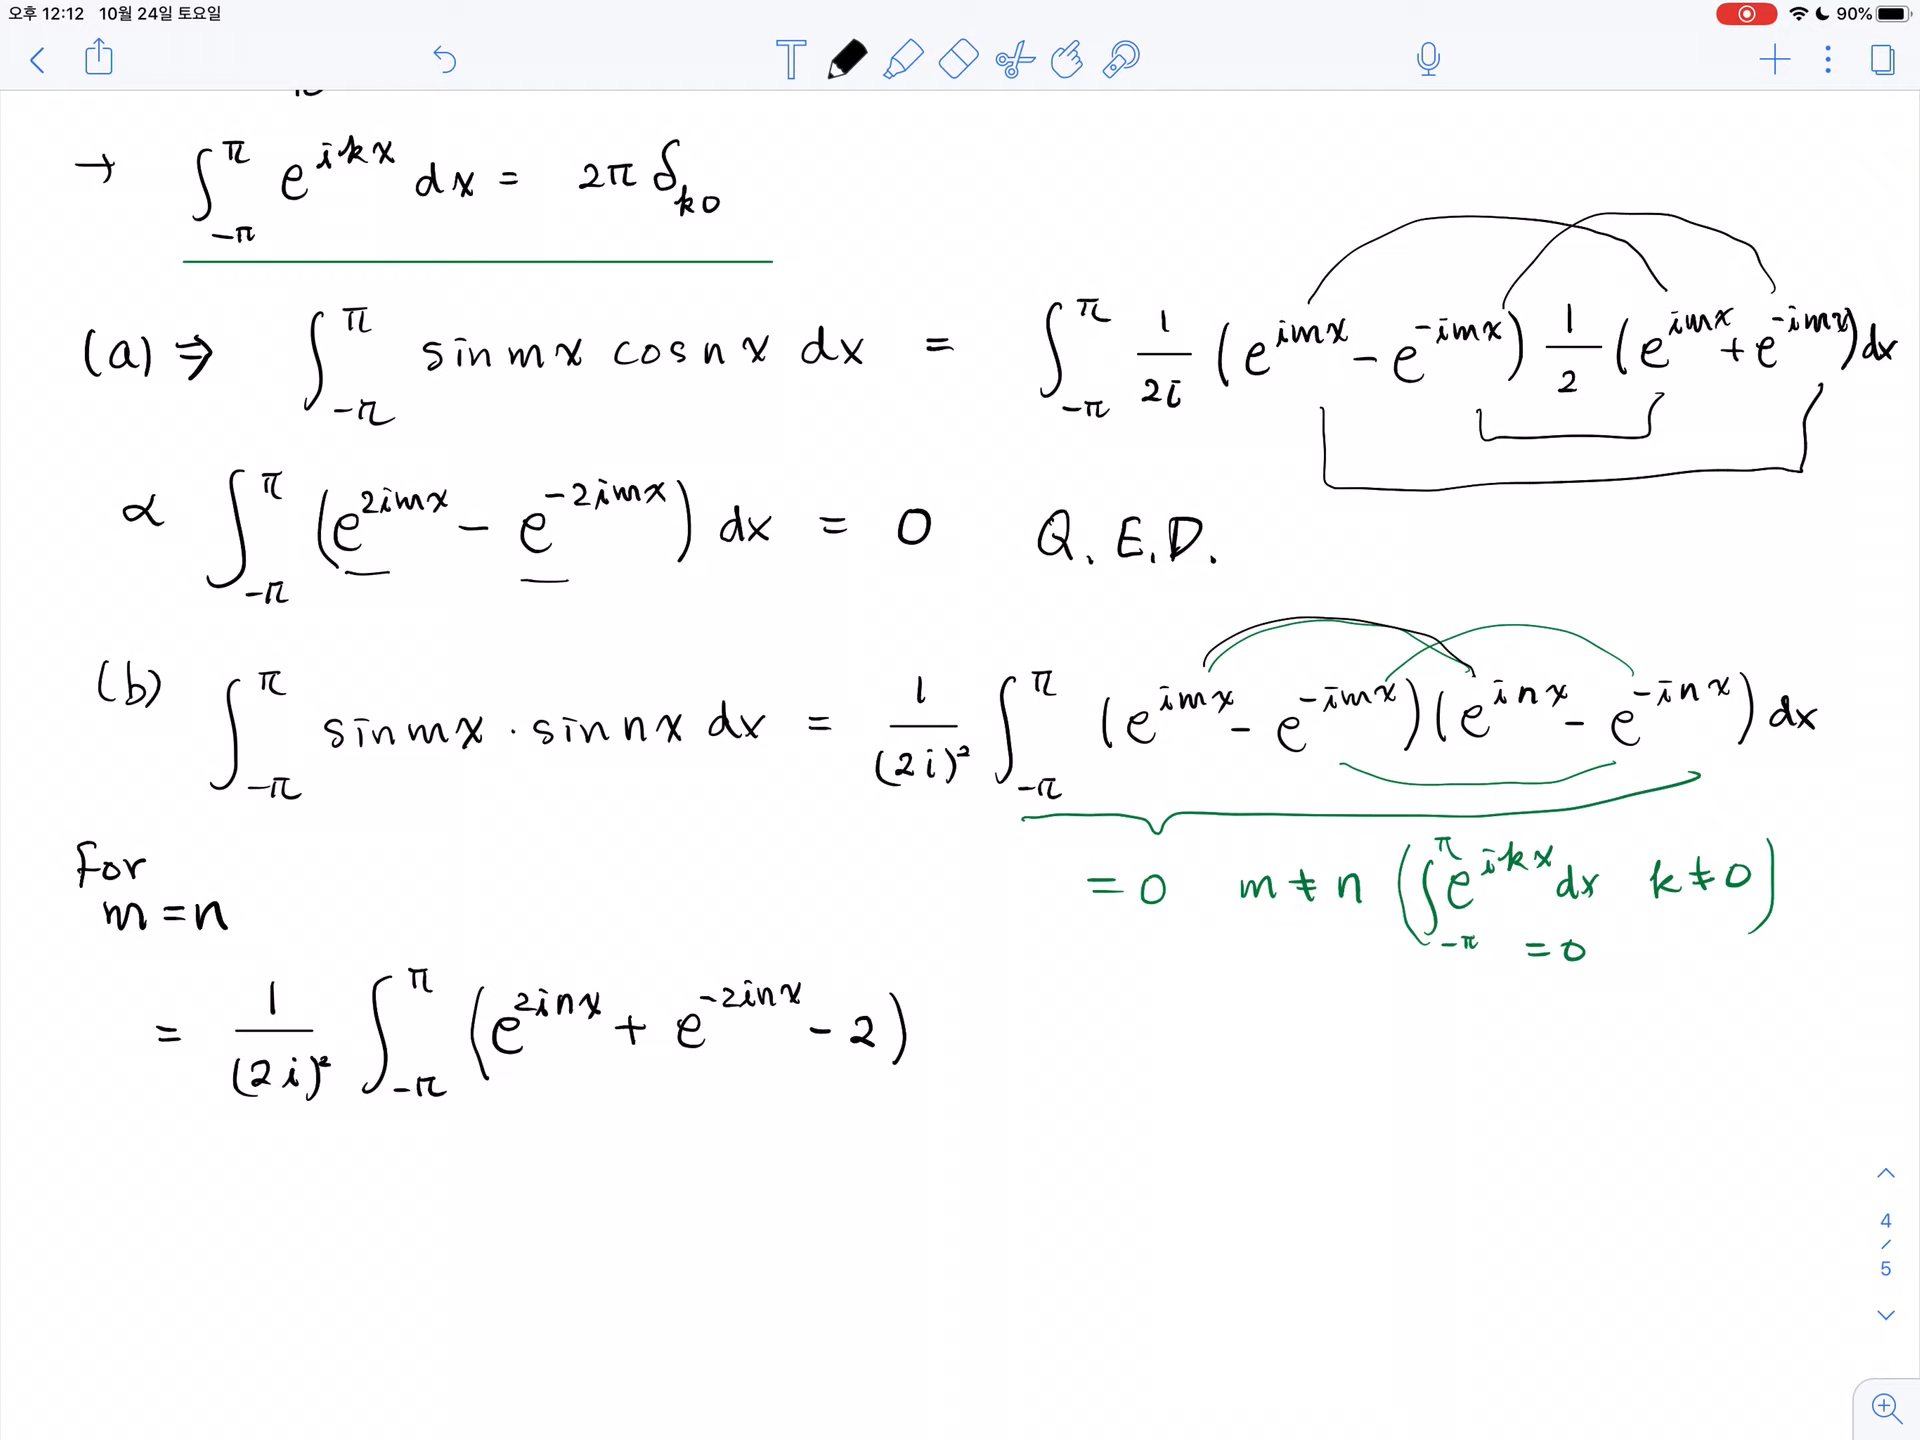 오후 12:12 10월 24일 토요일 90%
T
→ ∫_{-π}^{π} e^{ikx} dx = 2π δ_{k0}
(a) ⇒ ∫_{-π}^{π} sin mx cos nx dx = ∫_{-π}^{π} 1/2i (e^{imx} - e^{-imx}) 1/2 (e^{imx} + e^{-imx}) dx
∝ ∫_{-π}^{π} (e^{2imx} - e^{-2imx}) dx = 0 Q.E.D.
(b) ∫_{-π}^{π} sin mx · sin nx dx = 1/(2i)² ∫_{-π}^{π} (e^{imx} - e^{-imx})(e^{inx} - e^{-inx}) dx
= 0 m ≠ n (∫_{-π}^{π} e^{ikx} dx k ≠ 0)
= 0
For
m = n
= 1/(2i)² ∫_{-π}^{π} (e^{2inx} + e^{-2inx} - 2)
4
/
5